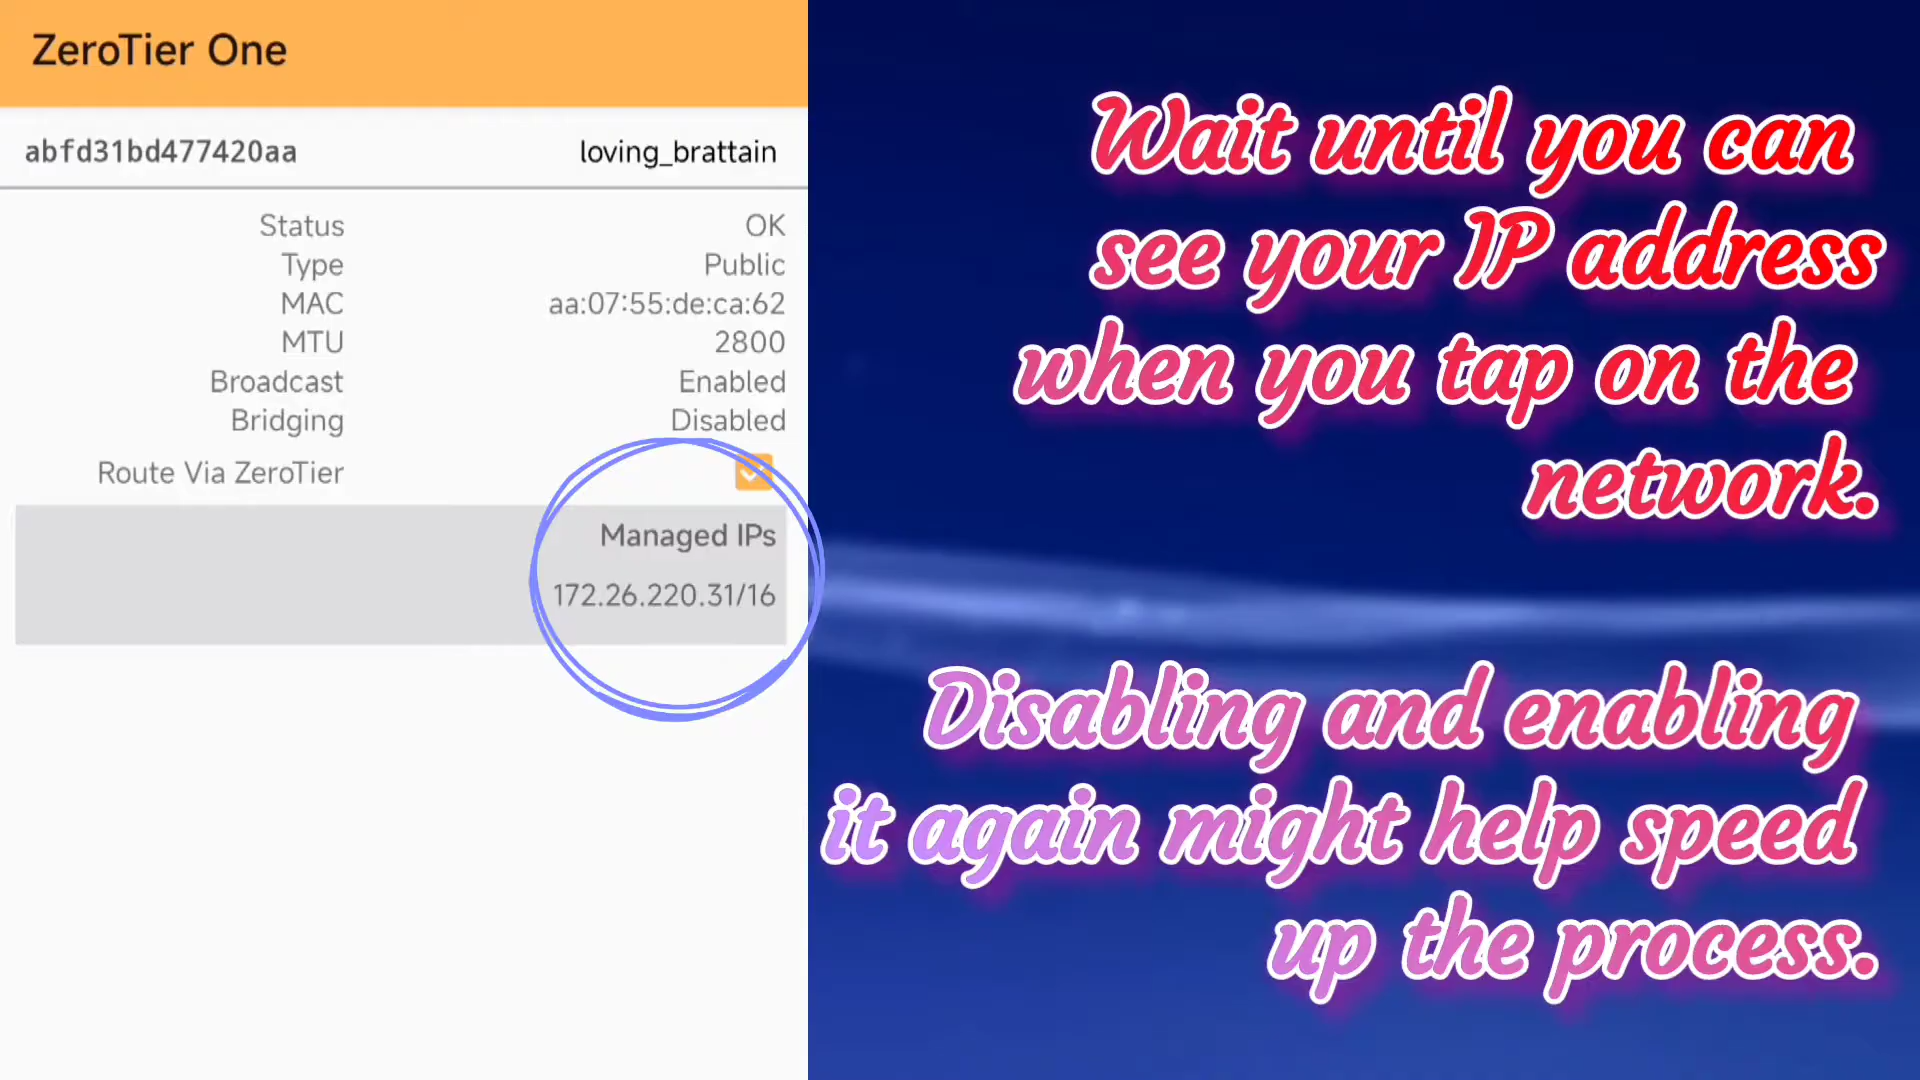 ZeroTier One
abfd31bd477420aa loving_brattain
Status OK
Type Public
MAC aa:07:55:de:ca:62
MTU 2800
Broadcast Enabled
Bridging Disabled
Route Via ZeroTier
Managed IPs
172.26.220.31/16
Wait until you can
see your IP address
when you tap on the
network.
Disabling and enabling
it again might help speed
up the process.